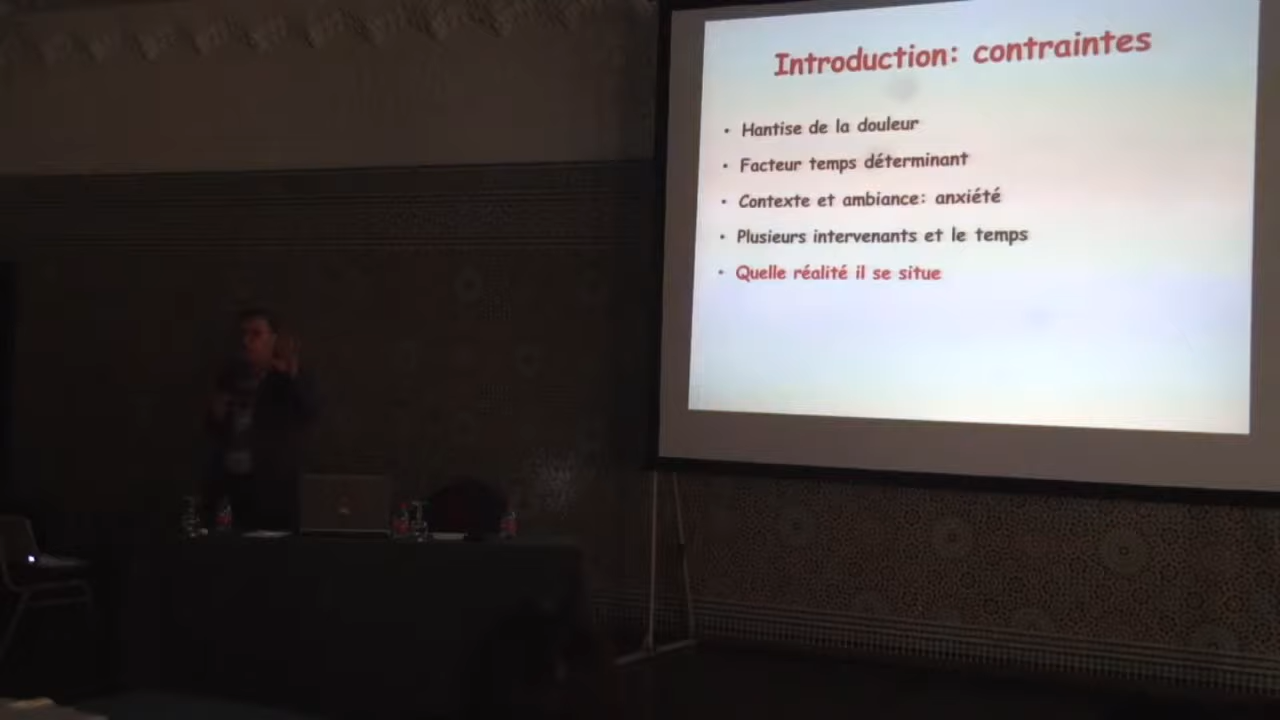 Introduction: contraintes
• Hantise de la douleur
• Facteur temps déterminant
• Contexte et ambiance: anxiété
• Plusieurs intervenants et le temps
• Quelle réalité il se situe